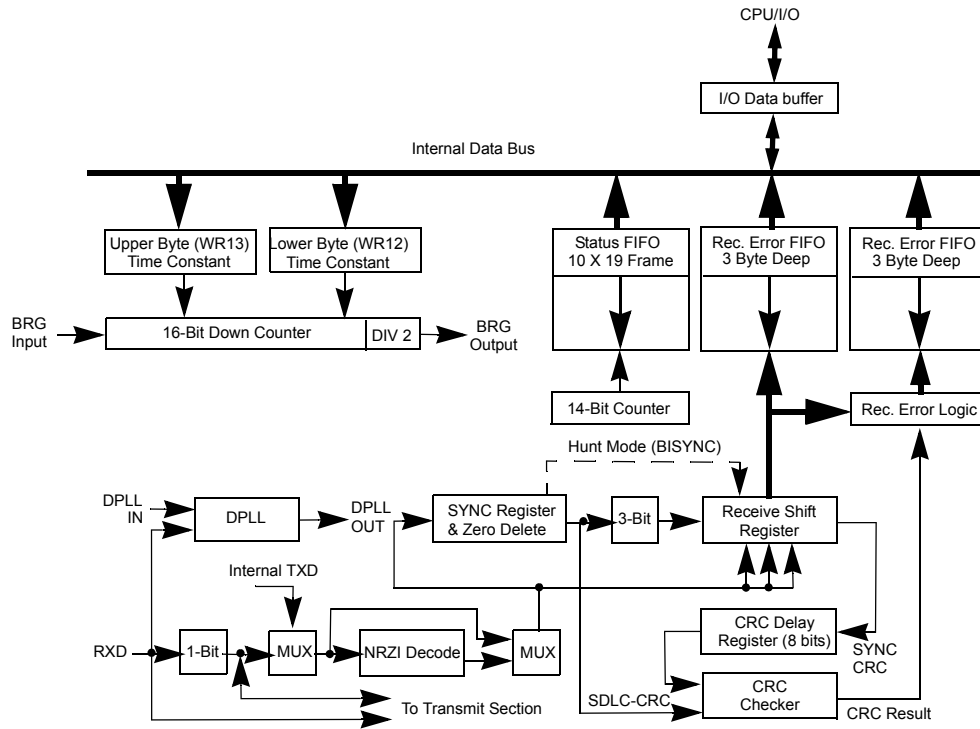 CPU/I/O
I/O Data buffer
Internal Data Bus
Upper Byte (WR13)
Time Constant
Lower Byte (WR12)
Time Constant
Status FIFO
10 X 19 Frame
Rec. Error FIFO
3 Byte Deep
Rec. Error FIFO
3 Byte Deep
BRG
Input
16-Bit Down Counter
DIV 2
BRG
Output
14-Bit Counter
Rec. Error Logic
Hunt Mode (BISYNC)
DPLL
IN
DPLL
DPLL
OUT
SYNC Register
& Zero Delete
3-Bit
Receive Shift
Register
Internal TXD
RXD
1-Bit
MUX
NRZI Decode
MUX
CRC Delay
Register (8 bits)
SYNC
CRC
To Transmit Section
SDLC-CRC
CRC
Checker
CRC Result